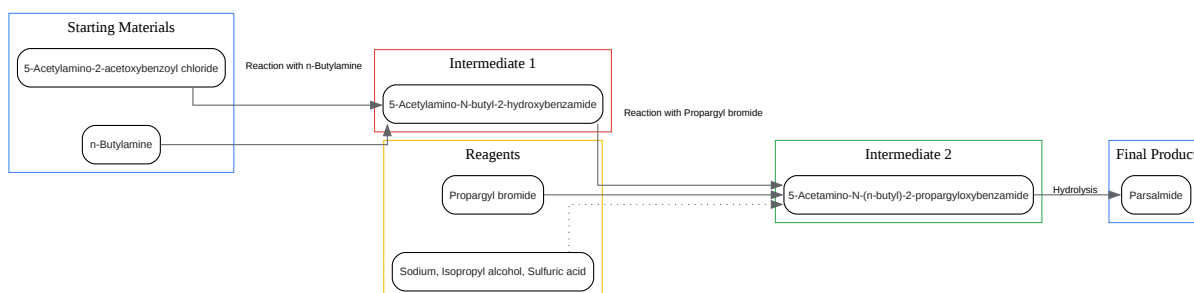 Starting Materials
5-Acetylamino-2-acetoxybenzoyl chloride
n-Butylamine
Reaction with n-Butylamine
Intermediate 1
5-Acetylamino-N-butyl-2-hydroxybenzamide
Reaction with Propargyl bromide
Reagents
Propargyl bromide
Sodium, Isopropyl alcohol, Sulfuric acid
Intermediate 2
5-Acetamino-N-(n-butyl)-2-propargyloxybenzamide
Hydrolysis
Final Produc
Parsalmide